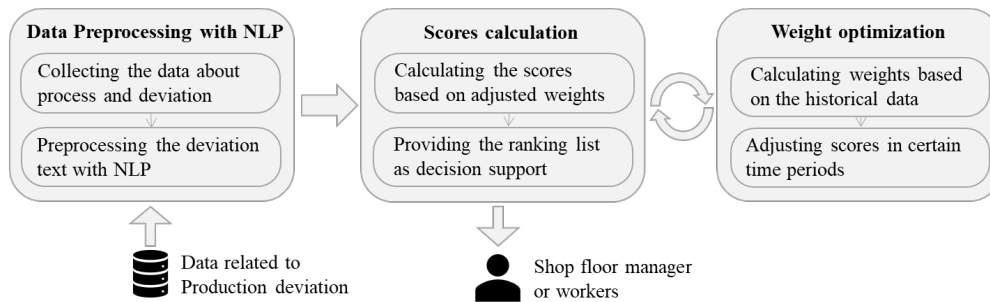 Data Preprocessing with NLP
Collecting the data about
process and deviation
Preprocessing the deviation
text with NLP
Data related to
Production deviation
Scores calculation
Calculating the scores
based on adjusted weights
Providing the ranking list
as decision support
Shop floor manager
or workers
Weight optimization
Calculating weights based
on the historical data
Adjusting scores in certain
time periods